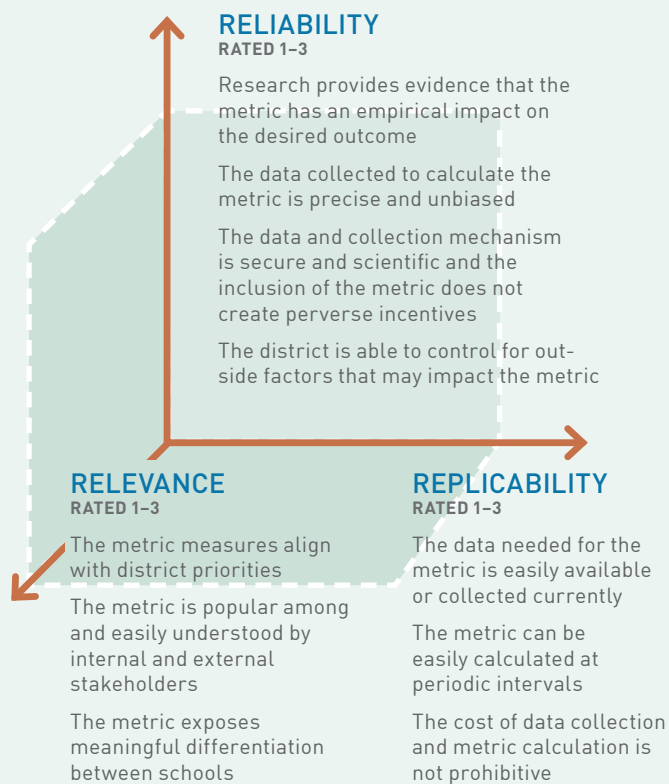 RELIABILITY
RATED 1–3
Research provides evidence that the
metric has an empirical impact on
the desired outcome
The data collected to calculate the
metric is precise and unbiased
The data and collection mechanism
is secure and scientific and the
inclusion of the metric does not
create perverse incentives
The district is able to control for out-
side factors that may impact the metric
RELEVANCE
RATED 1–3
The metric measures align
with district priorities
The metric is popular among
and easily understood by
internal and external
stakeholders
The metric exposes
meaningful differentiation
between schools
REPLICABILITY
RATED 1–3
The data needed for the
metric is easily available
or collected currently
The metric can be
easily calculated at
periodic intervals
The cost of data collection
and metric calculation is
not prohibitive